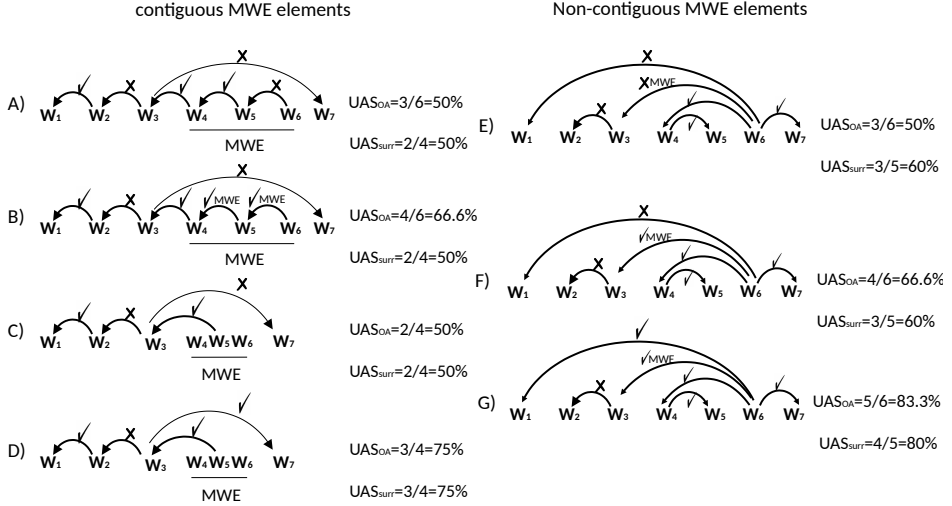 contiguous MWE elements
A)
W1 W2 W3 W4 W5 W6 W7
MWE
UASOA=3/6=50%
UASsurr=2/4=50%
B)
MWE MWE
W1 W2 W3 W4 W5 W6 W7
MWE
UASOA=4/6=66.6%
UASsurr=2/4=50%
C)
W1 W2 W3 W4W5W6 W7
MWE
UASOA=2/4=50%
UASsurr=2/4=50%
D)
W1 W2 W3 W4W5W6 W7
MWE
UASOA=3/4=75%
UASsurr=3/4=75%
Non-contiguous MWE elements
E)
MWE
W1 W2 W3 W4 W5 W6 W7
UASOA=3/6=50%
UASsurr=3/5=60%
F)
MWE
W1 W2 W3 W4 W5 W6 W7
UASOA=4/6=66.6%
UASsurr=3/5=60%
G)
MWE
W1 W2 W3 W4 W5 W6 W7
UASOA=5/6=83.3%
UASsurr=4/5=80%